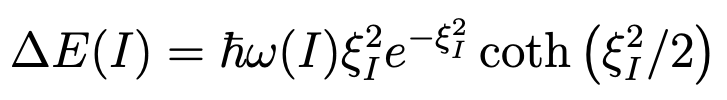 ΔE(I) = ħω(I)ξ_I^2 e^{-ξ_I^2} coth (ξ_I^2/2)